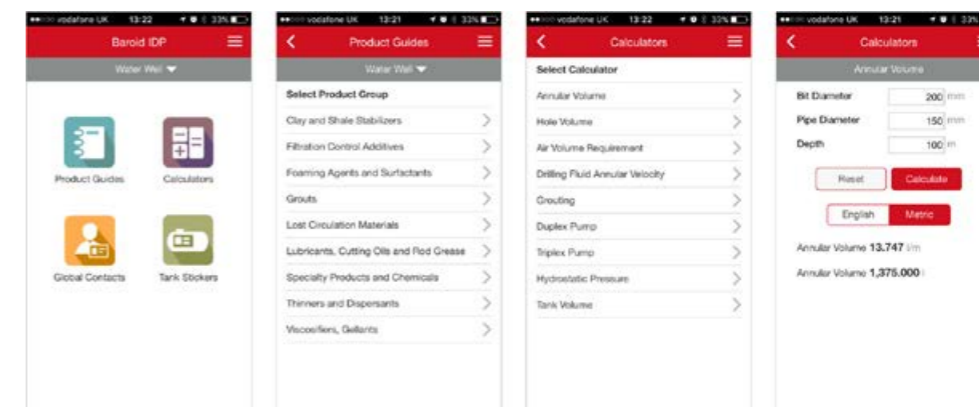 vodafone UK 13:22 33%
Baroid IDP
Water Well
Product Guides
Calculators
Global Contacts
Tank Stickers
vodafone UK 13:21 33%
Product Guides
Water Well
Select Product Group
Clay and Shale Stabilizers
Filtration Control Additives
Foaming Agents and Surfactants
Grouts
Lost Circulation Materials
Lubricants, Cutting Oils and Rod Grease
Specialty Products and Chemicals
Thinners and Dispersants
Viscosifiers, Gellants
vodafone UK 13:22 33%
Calculators
Select Calculator
Annular Volume
Hole Volume
Air Volume Requirement
Drilling Fluid Annular Velocity
Grouting
Duplex Pump
Triplex Pump
Hydrostatic Pressure
Tank Volume
vodafone UK 13:21 33%
Calculators
Annular Volume
Bit Diameter 200 mm
Pipe Diameter 150 mm
Depth 100 m
Reset Calculate
English Metric
Annular Volume 13.747 l/m
Annular Volume 1,375.000 l